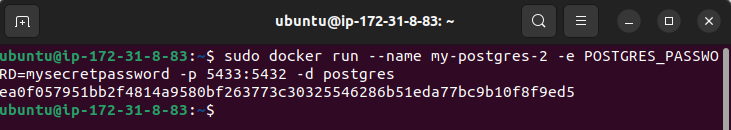 ubuntu@ip-172-31-8-83: ~
ubuntu@ip-172-31-8-83:~$ sudo docker run --name my-postgres-2 -e POSTGRES_PASSWO
RD=mysecretpassword -p 5433:5432 -d postgres
ea0f057951bb2f4814a9580bf263773c30325546286b51eda77bc9b10f8f9ed5
ubuntu@ip-172-31-8-83:~$